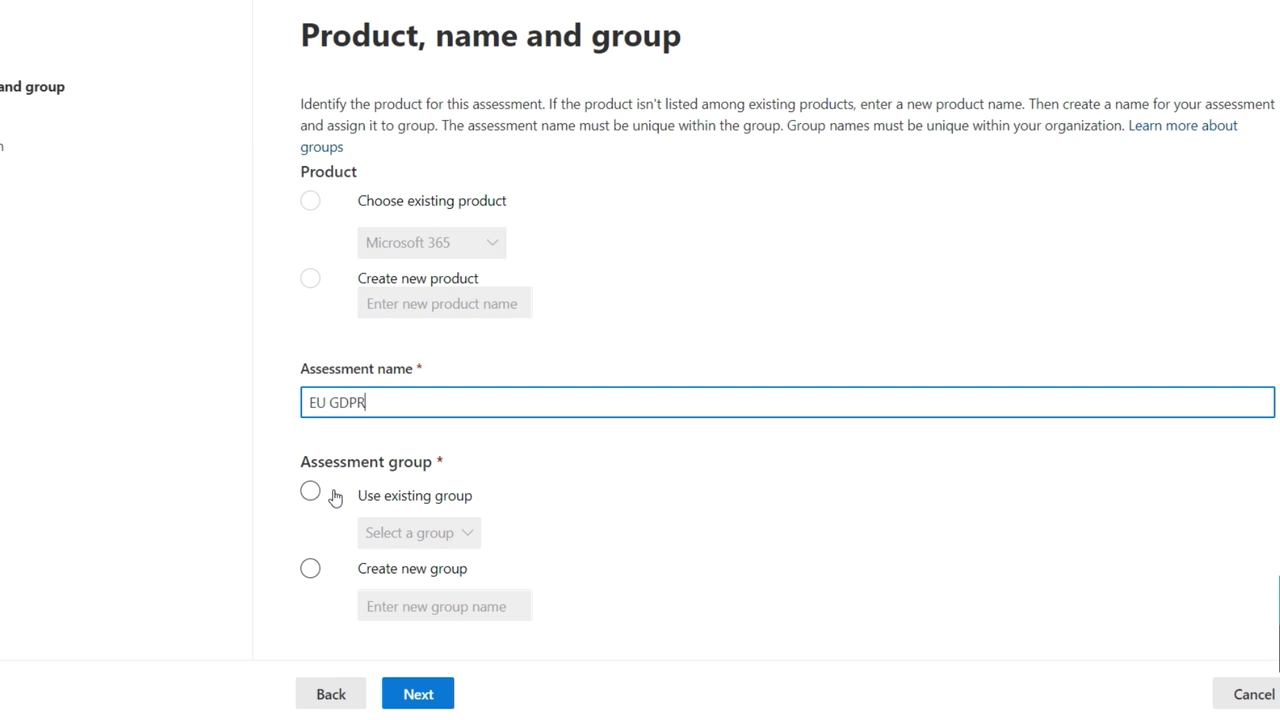 Product, name and group
and group
Identify the product for this assessment. If the product isn't listed among existing products, enter a new product name. Then create a name for your assessment
and assign it to group. The assessment name must be unique within the group. Group names must be unique within your organization. Learn more about
groups
Product
Choose existing product
Microsoft 365
Create new product
Enter new product name
Assessment name *
EU GDPR
Assessment group *
Use existing group
Select a group
Create new group
Enter new group name
Back
Next
Cancel